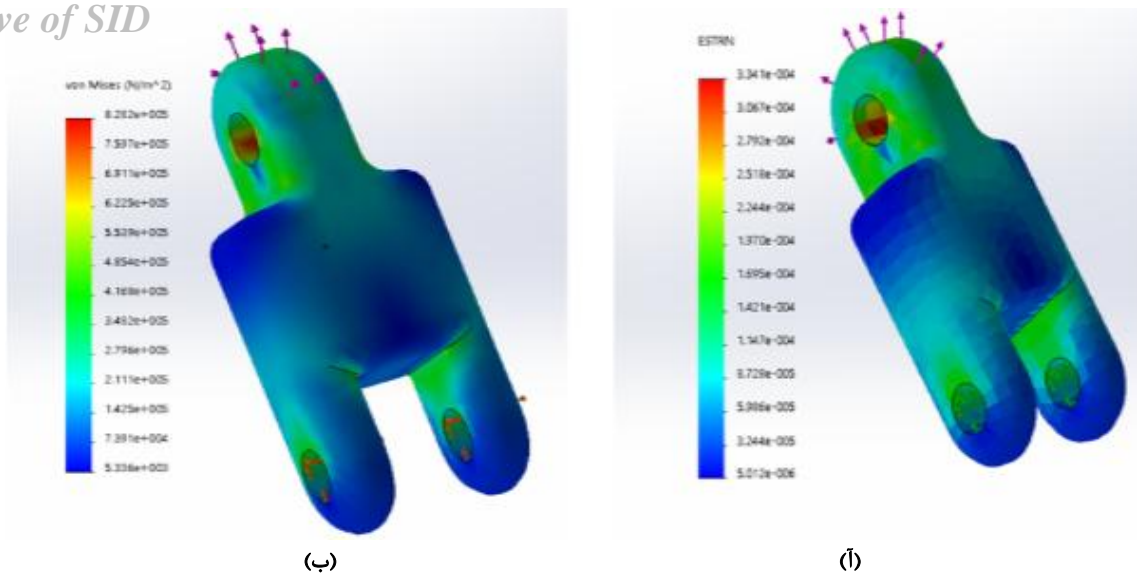 ve of SID
von Mises (N/m^2)
8.282e+005
7.597e+005
6.911e+005
6.225e+005
5.539e+005
4.854e+005
4.168e+005
3.482e+005
2.796e+005
2.111e+005
1.425e+005
7.391e+004
5.336e+003
(ب)
ESTRN
3.341e-004
3.067e-004
2.792e-004
2.518e-004
2.244e-004
1.970e-004
1.695e-004
1.421e-004
1.147e-004
8.728e-005
5.986e-005
3.244e-005
5.012e-006
(آ)